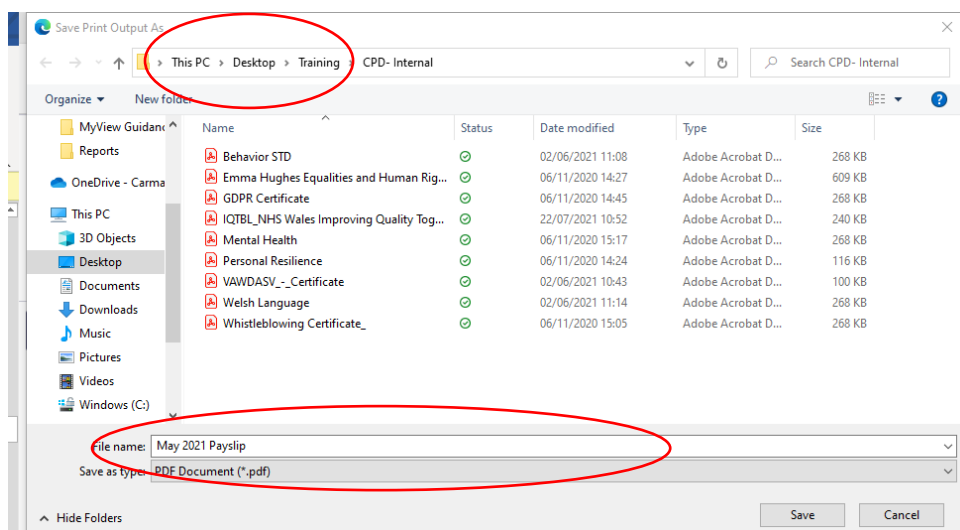 Save Print Output As
This PC > Desktop > Training > CPD- Internal
Search CPD- Internal
Organize
New folder
MyView Guidanc
Reports
OneDrive - Carma
This PC
3D Objects
Desktop
Documents
Downloads
Music
Pictures
Videos
Windows (C:)
Name Status Date modified Type Size
Behavior STD 02/06/2021 11:08 Adobe Acrobat D... 268 KB
Emma Hughes Equalities and Human Rig... 06/11/2020 14:27 Adobe Acrobat D... 609 KB
GDPR Certificate 06/11/2020 14:45 Adobe Acrobat D... 268 KB
IQTBL_NHS Wales Improving Quality Tog... 22/07/2021 10:52 Adobe Acrobat D... 240 KB
Mental Health 06/11/2020 15:17 Adobe Acrobat D... 268 KB
Personal Resilience 06/11/2020 14:24 Adobe Acrobat D... 116 KB
VAWDASV_-_Certificate 02/06/2021 10:43 Adobe Acrobat D... 100 KB
Welsh Language 02/06/2021 11:14 Adobe Acrobat D... 268 KB
Whistleblowing Certificate_ 06/11/2020 15:05 Adobe Acrobat D... 268 KB
File name: May 2021 Payslip
Save as type: PDF Document (*.pdf)
Hide Folders
Save
Cancel